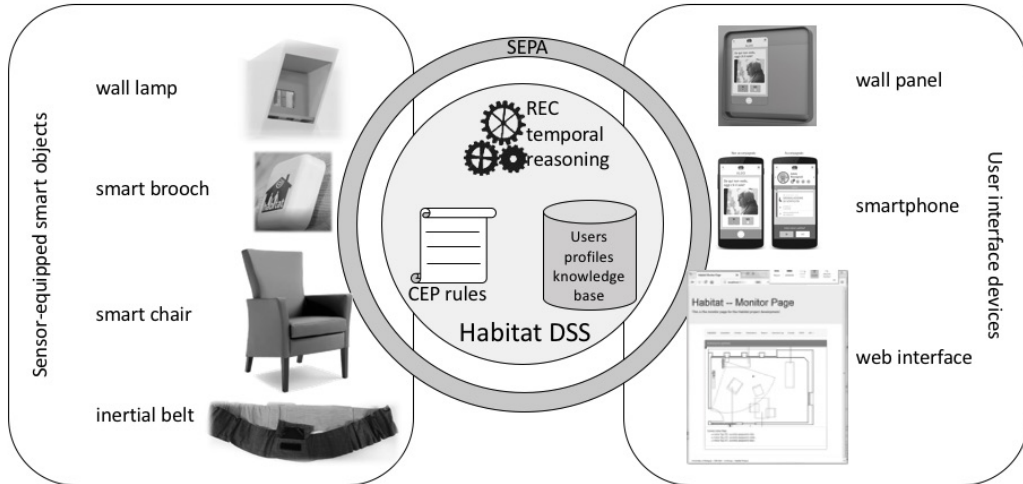 Sensor-equipped smart objects
wall lamp
smart brooch
smart chair
inertial belt
SEPA
REC
temporal
reasoning
CEP rules
Users
profiles
knowledge
base
Habitat DSS
wall panel
smartphone
web interface
Habitat -- Monitor Page
User interface devices